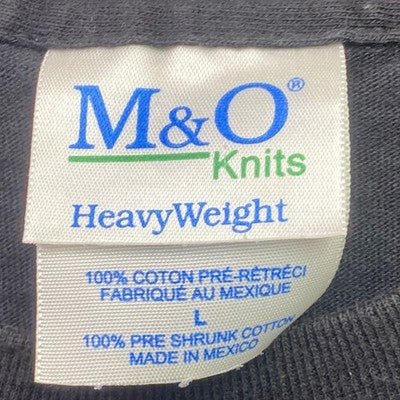 M&O®
Knits
HeavyWeight
100% COTON PRÉ-RÉTRÉCI
FABRIQUÉ AU MEXIQUE
L
100% PRE SHRUNK COTTON
MADE IN MEXICO